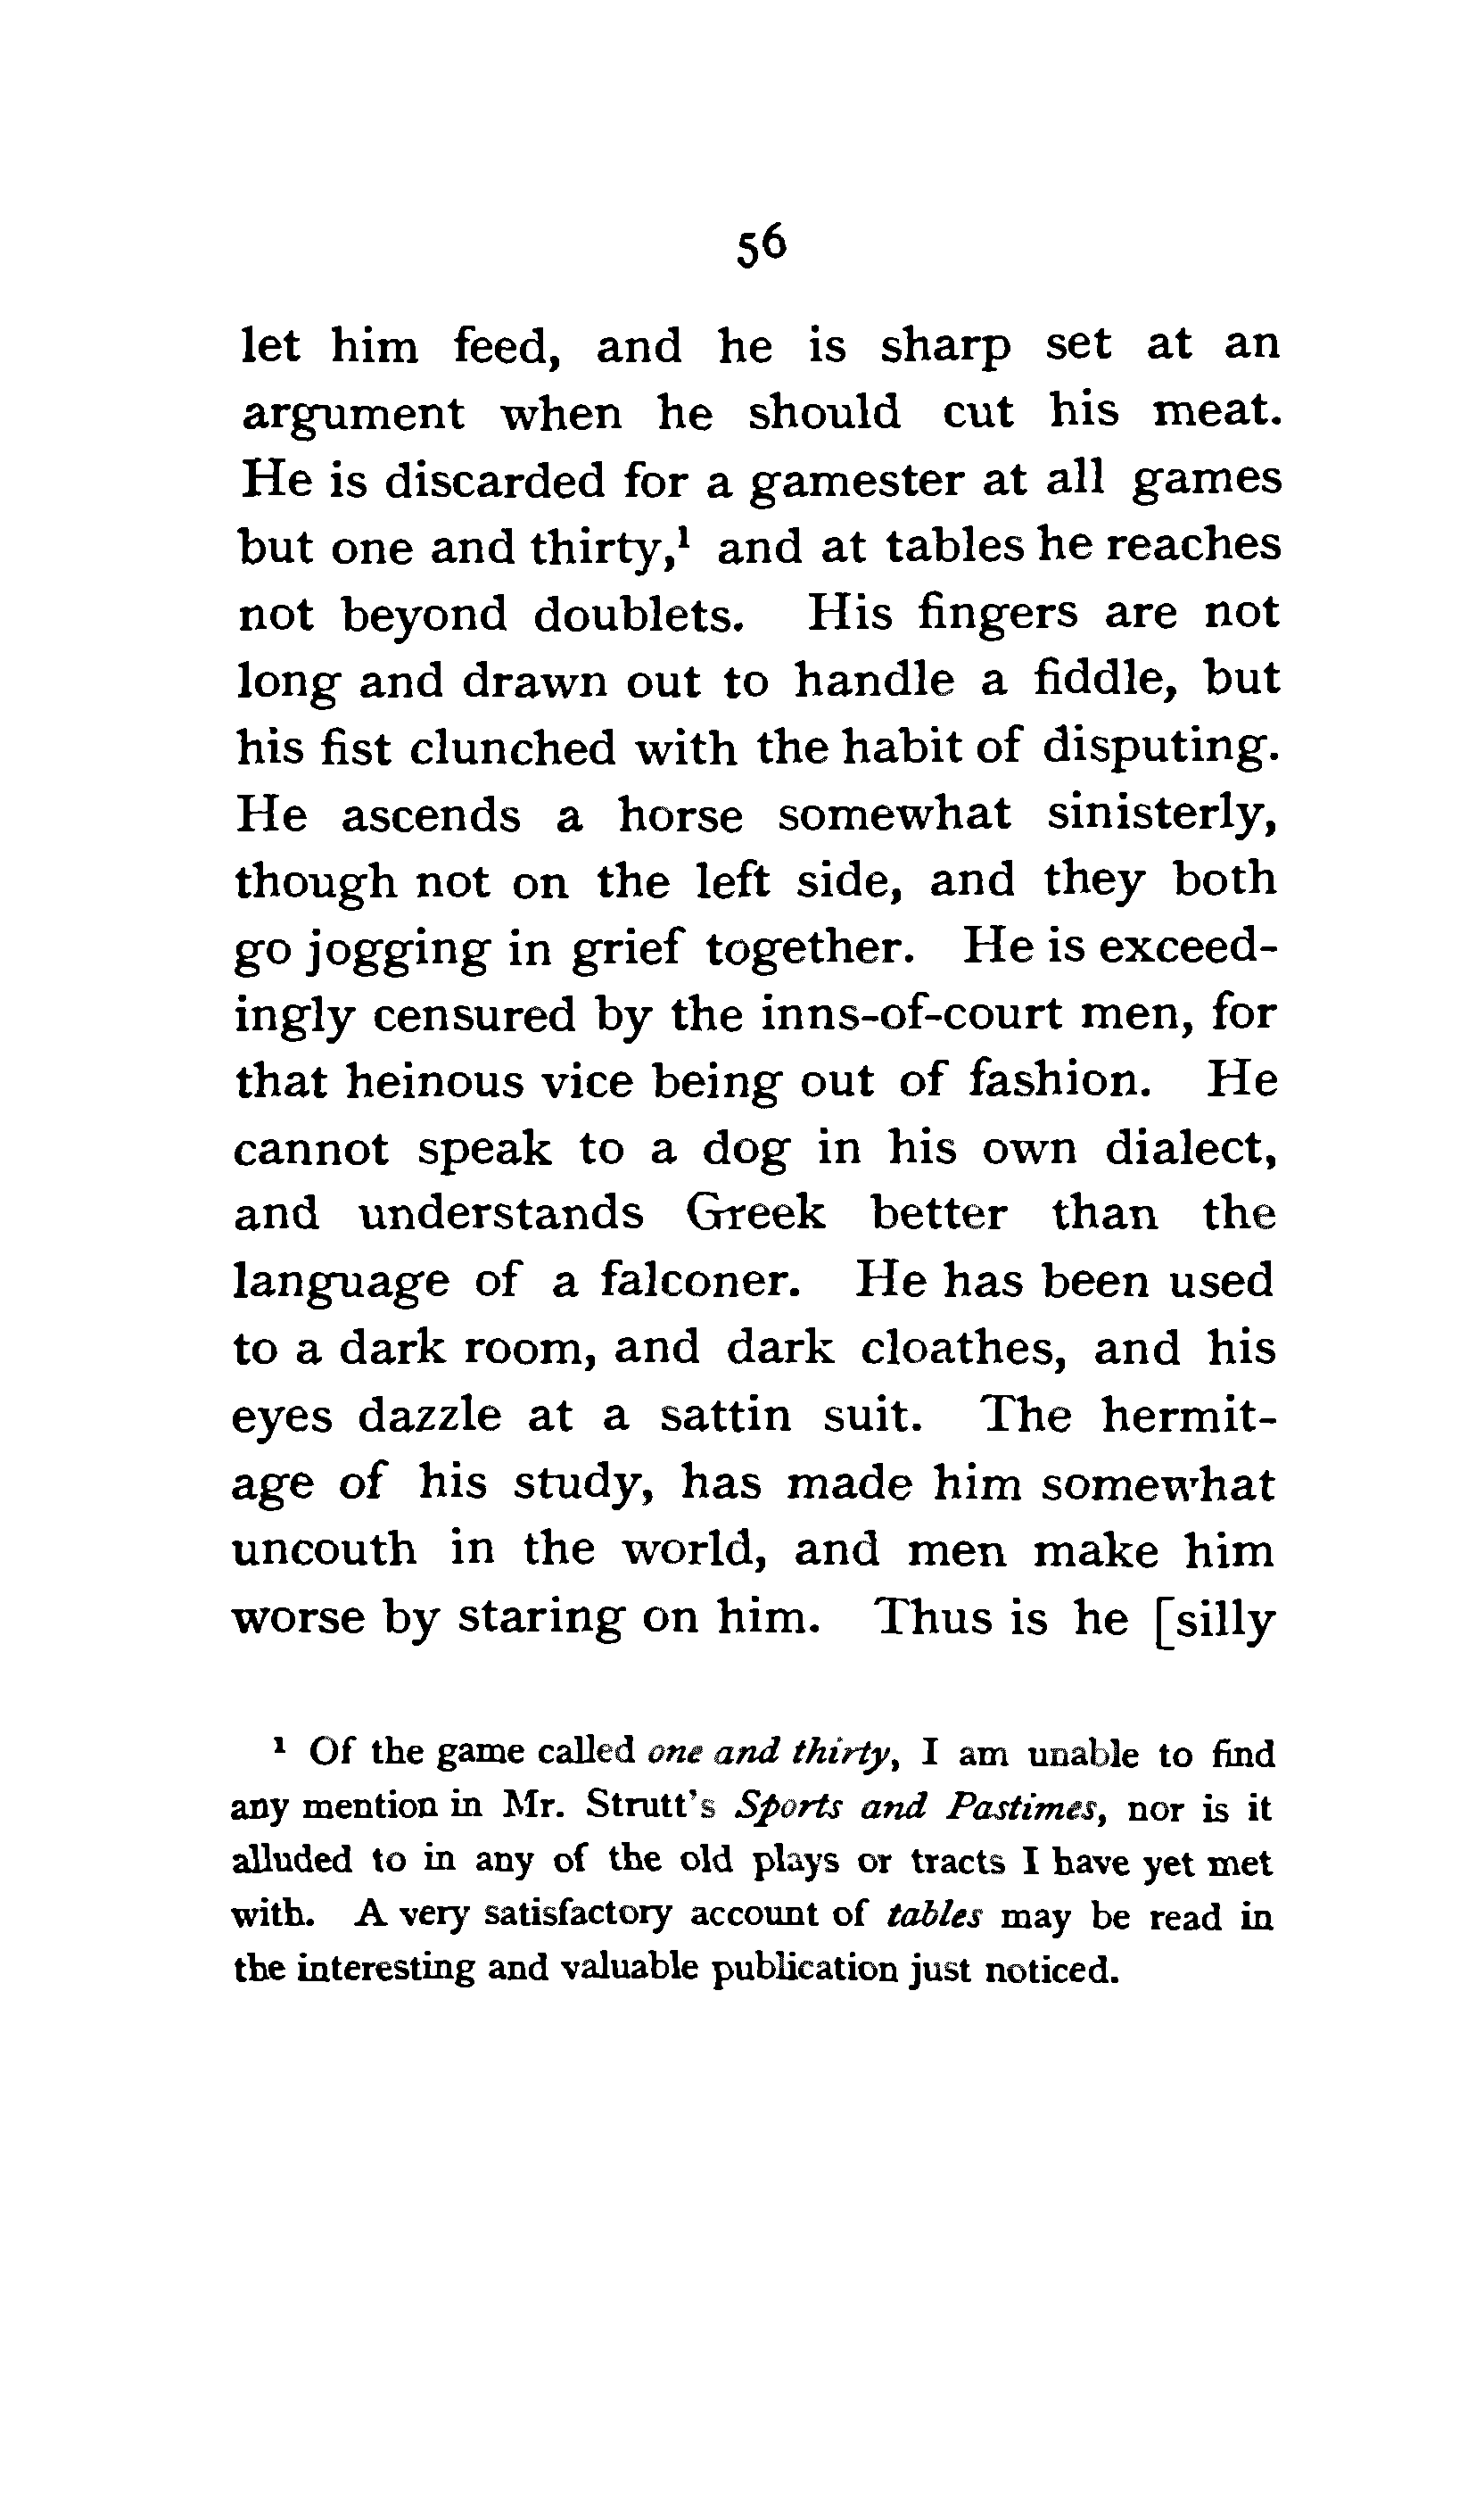 56
let him feed, and he is sharp set at an
argument when he should cut his meat.
He is discarded for a gamester at all games
but one and thirty,¹ and at tables he reaches
not beyond doublets. His fingers are not
long and drawn out to handle a fiddle, but
his fist clunched with the habit of disputing.
He ascends a horse somewhat sinisterly,
though not on the left side, and they both
go jogging in grief together. He is exceed-
ingly censured by the inns-of-court men, for
that heinous vice being out of fashion. He
cannot speak to a dog in his own dialect,
and understands Greek better than the
language of a falconer. He has been used
to a dark room, and dark cloathes, and his
eyes dazzle at a sattin suit. The hermit-
age of his study, has made him somewhat
uncouth in the world, and men make him
worse by staring on him. Thus is he [silly
¹ Of the game called one and thirty, I am unable to find
any mention in Mr. Strutt's Sports and Pastimes, nor is it
alluded to in any of the old plays or tracts I have yet met
with. A very satisfactory account of tables may be read in
the interesting and valuable publication just noticed.